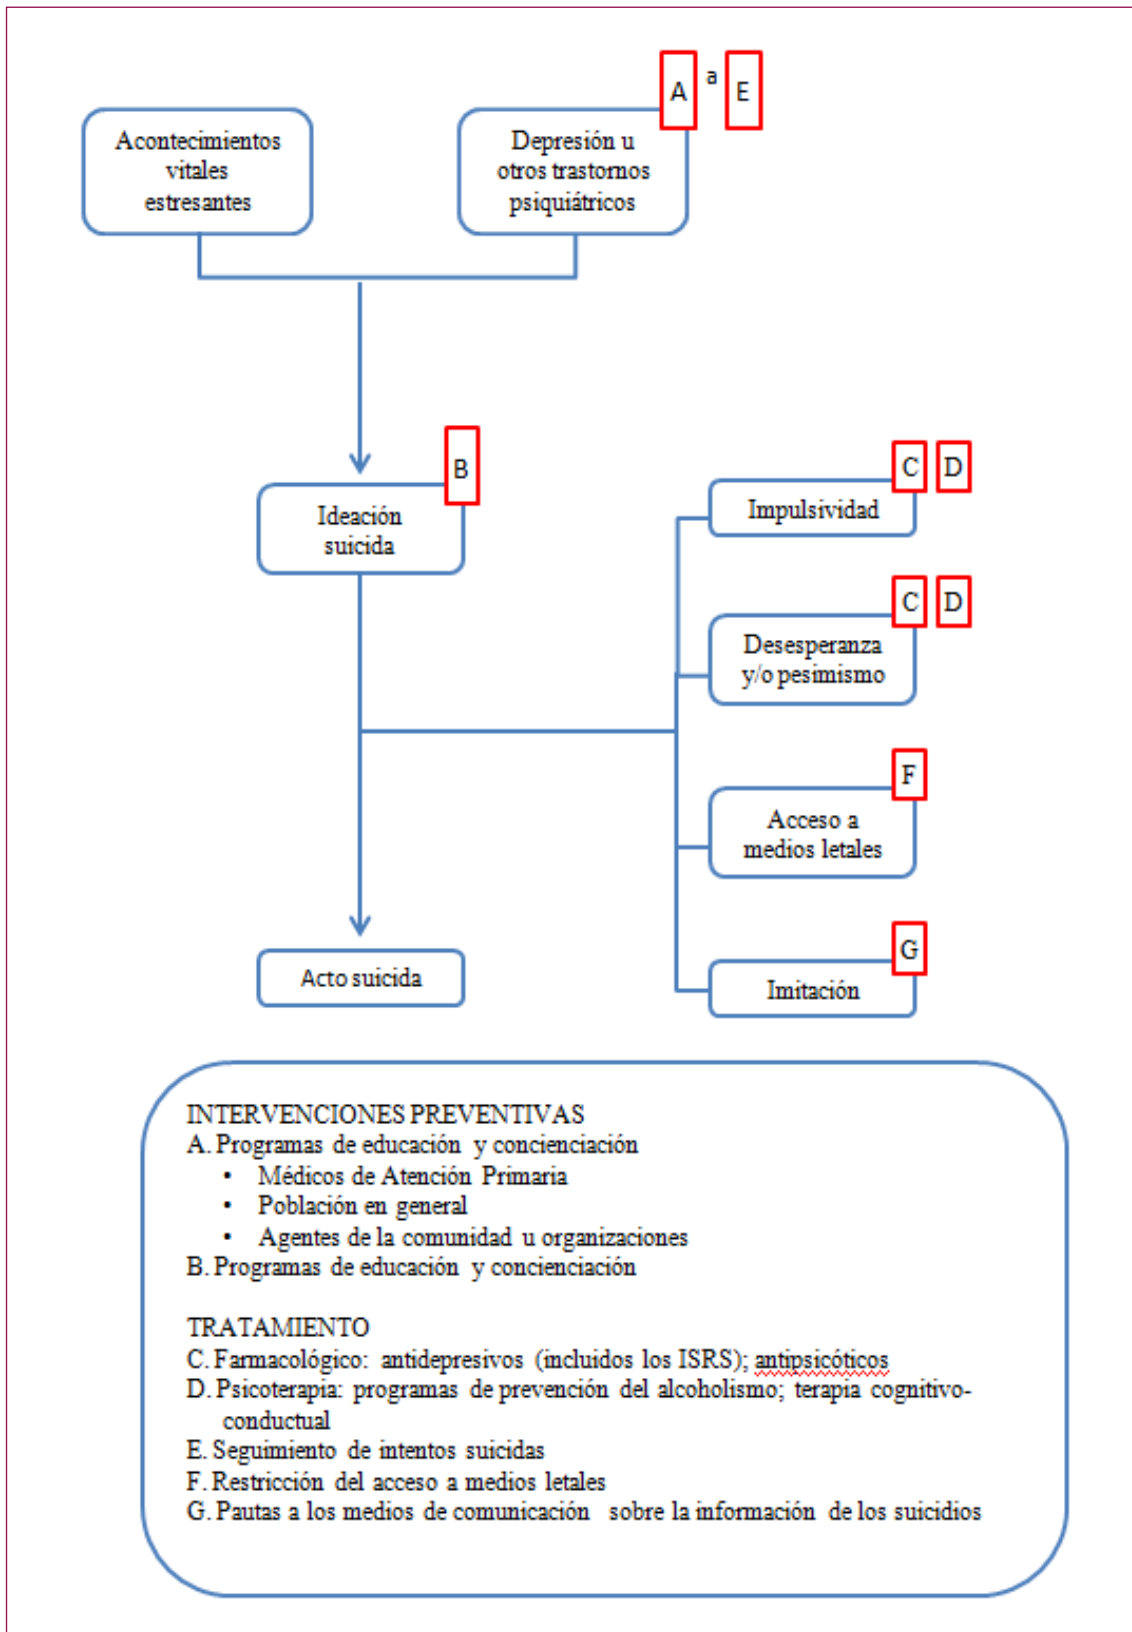 A a E
Acontecimientos
vitales
estresantes
Depresión u
otros trastornos
psiquiátricos
B
Ideación
suicida
C D
Impulsividad
C D
Desesperanza
y/o pesimismo
F
Acceso a
medios letales
G
Imitación
Acto suicida
INTERVENCIONES PREVENTIVAS
A. Programas de educación y concienciación
• Médicos de Atención Primaria
• Población en general
• Agentes de la comunidad u organizaciones
B. Programas de educación y concienciación
TRATAMIENTO
C. Farmacológico: antidepresivos (incluidos los ISRS); antipsicóticos
D. Psicoterapia: programas de prevención del alcoholismo; terapia cognitivo-
conductual
E. Seguimiento de intentos suicidas
F. Restricción del acceso a medios letales
G. Pautas a los medios de comunicación sobre la información de los suicidios